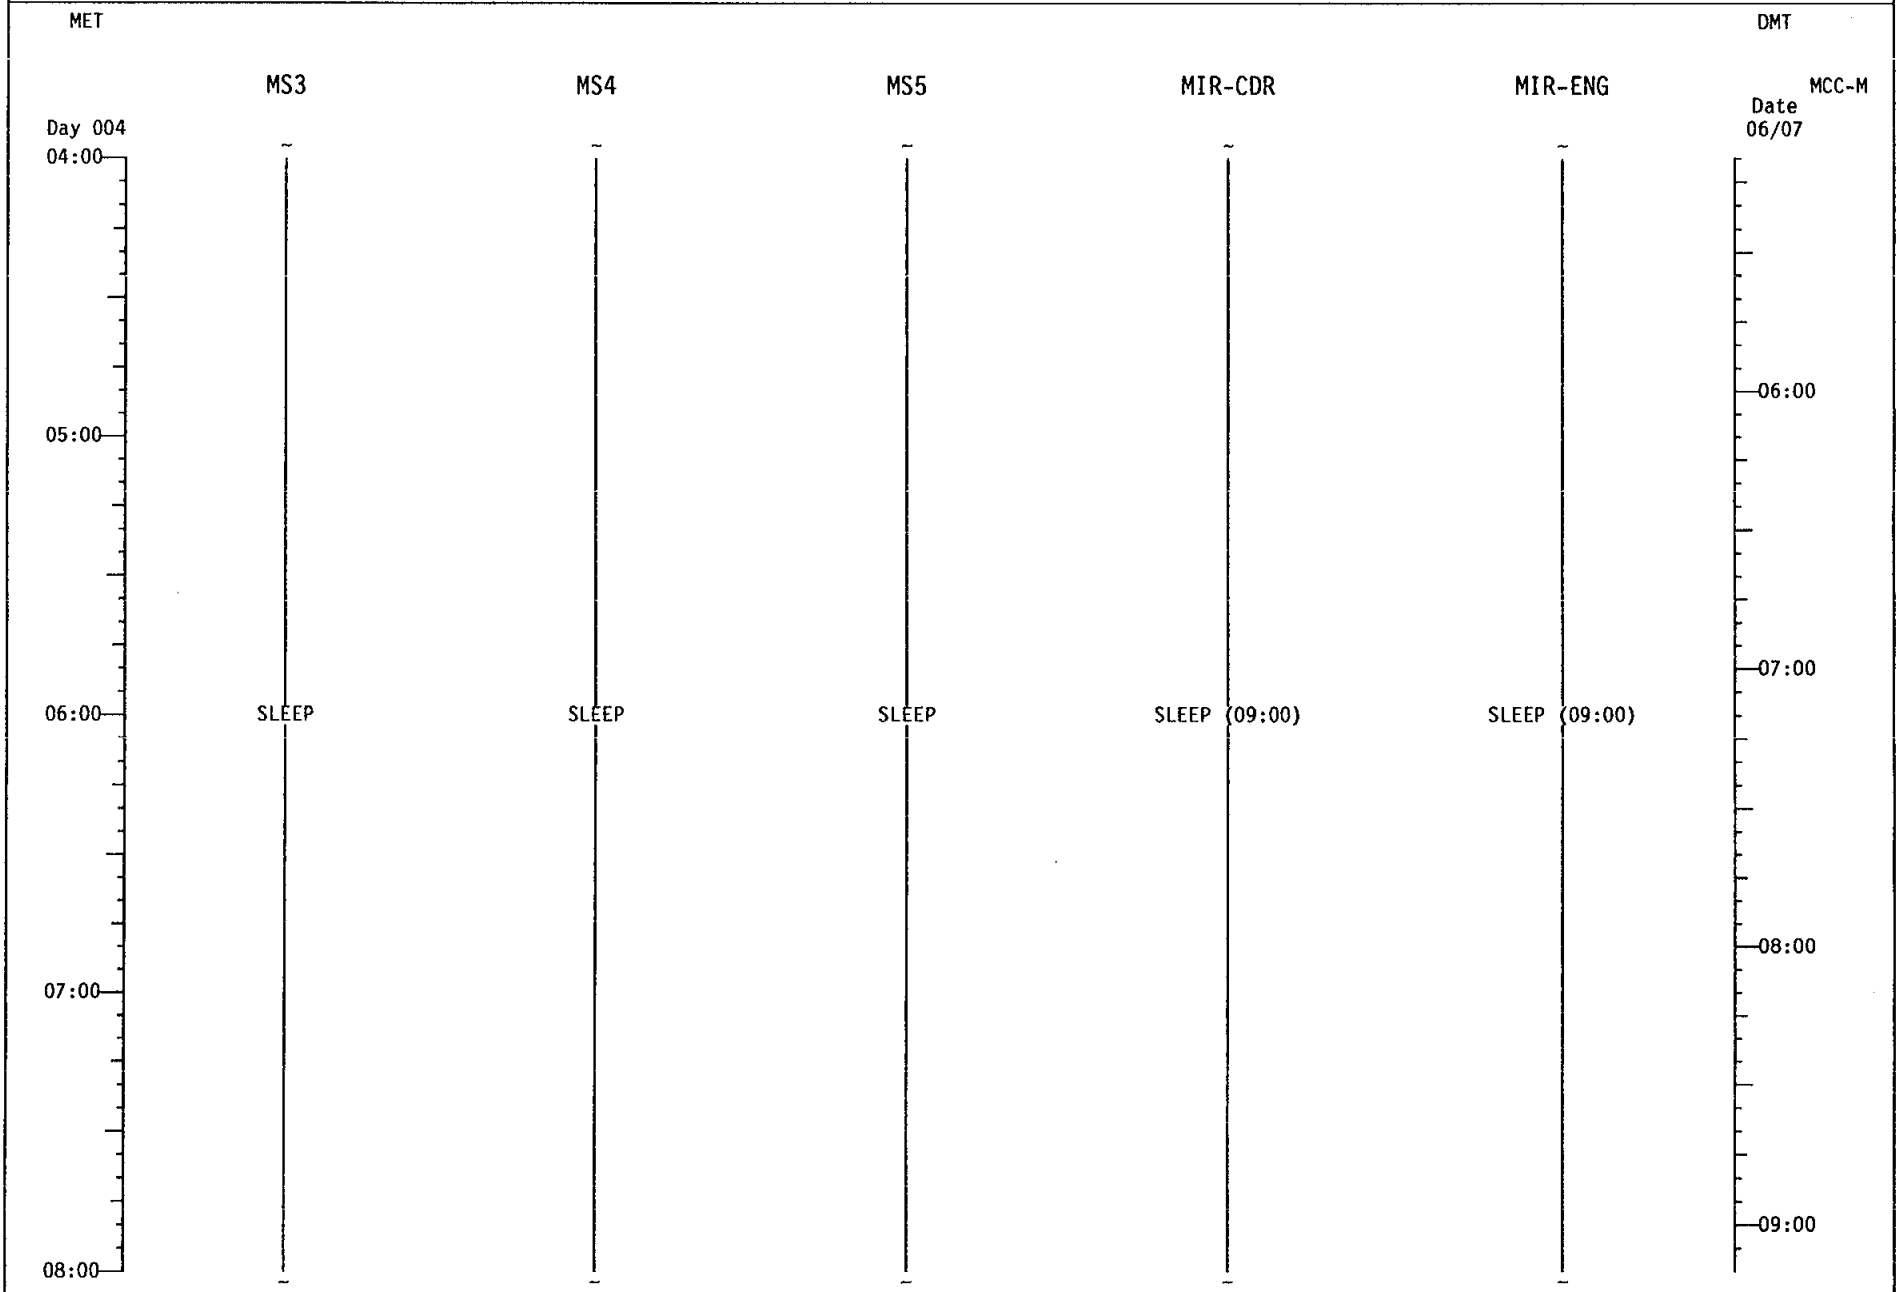 MET DMT
MS3 MS4 MS5 MIR-CDR MIR-ENG MCC-M
Date
Day 004 06/07
~ ~ ~ ~ ~
04:00
06:00
05:00
07:00
06:00 SLEEP SLEEP SLEEP SLEEP (09:00) SLEEP (09:00)
08:00
07:00
09:00
08:00
~ ~ ~ ~ ~